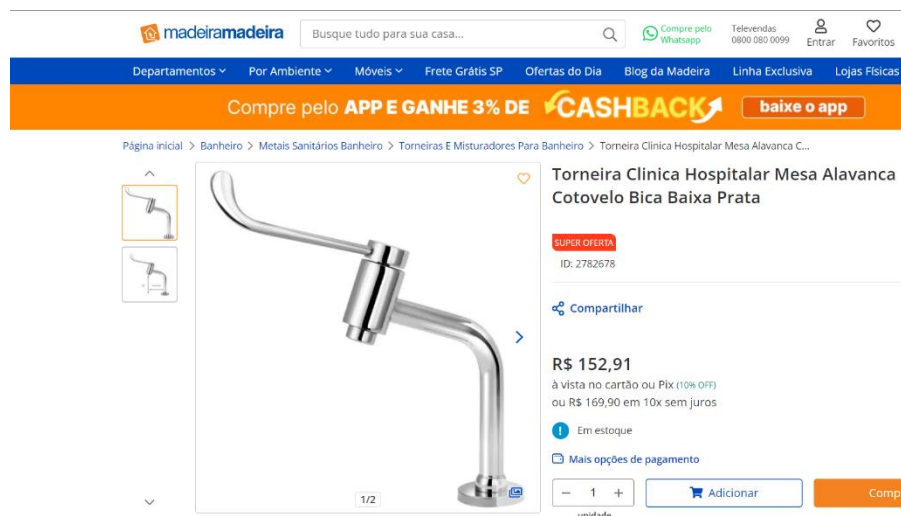 madeiramadeira
Busque tudo para sua casa...
Compre pelo
Whatsapp
Televendas
0800 080 0099
Entrar
Favoritos
Departamentos
Por Ambiente
Móveis
Frete Grátis SP
Ofertas do Dia
Blog da Madeira
Linha Exclusiva
Lojas Físicas
Compre pelo APP E GANHE 3% DE CASHBACK
baixe o app
Página inicial > Banheiro > Metais Sanitários Banheiro > Torneiras E Misturadores Para Banheiro > Torneira Clinica Hospitalar Mesa Alavanca C...
Torneira Clinica Hospitalar Mesa Alavanca
Cotovelo Bica Baixa Prata
SUPER OFERTA
ID: 2782678
Compartilhar
R$ 152,91
à vista no cartão ou Pix (10% OFF)
ou R$ 169,90 em 10x sem juros
Em estoque
Mais opções de pagamento
1/2
− 1 +
Adicionar
Comp
unidade